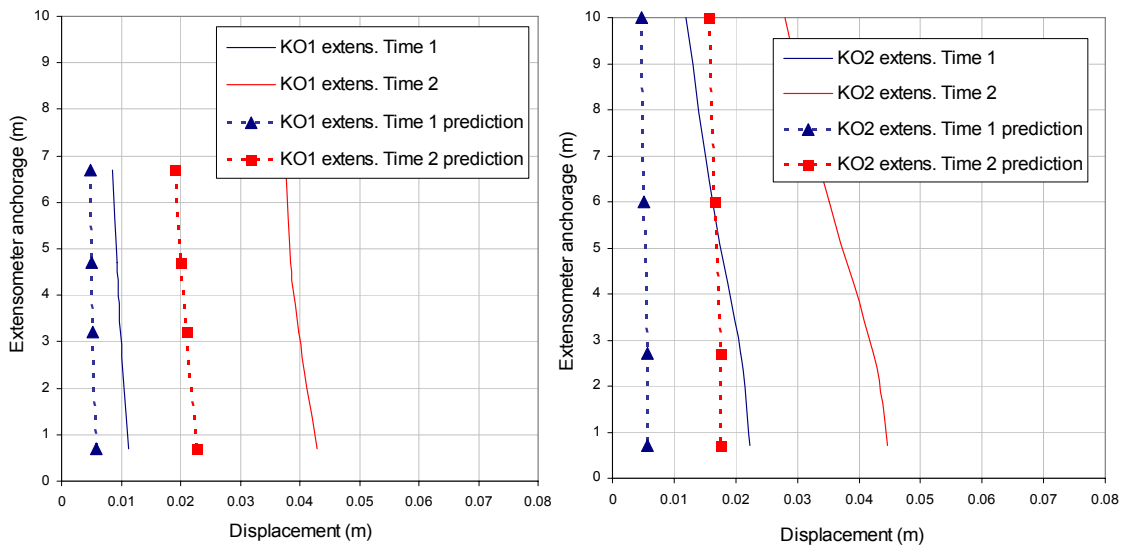 10
9
8
7
6
5
4
3
2
1
0
Extensometer anchorage (m)
KO1 extens. Time 1
KO1 extens. Time 2
KO1 extens. Time 1 prediction
KO1 extens. Time 2 prediction
0 0.01 0.02 0.03 0.04 0.05 0.06 0.07 0.08
Displacement (m)
10
9
8
7
6
5
4
3
2
1
0
Extensometer anchorage (m)
KO2 extens. Time 1
KO2 extens. Time 2
KO2 extens. Time 1 prediction
KO2 extens. Time 2 prediction
0 0.01 0.02 0.03 0.04 0.05 0.06 0.07 0.08
Displacement (m)